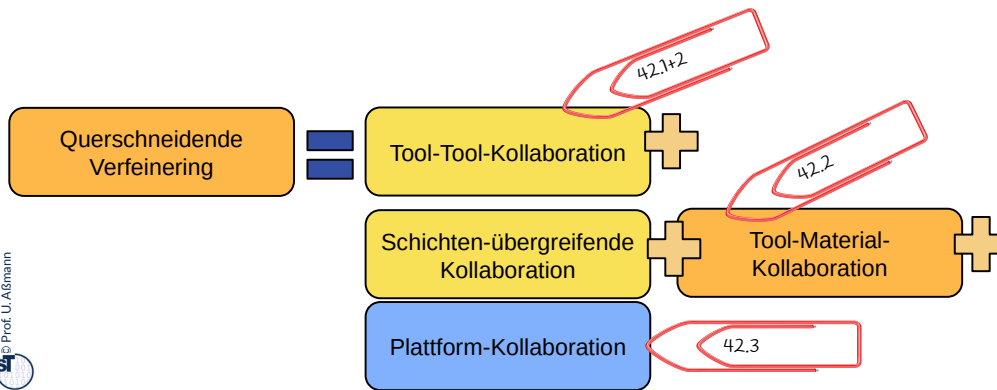 42.1+2
Querschneidende
Verfeinering
Tool-Tool-Kollaboration
42.2
Schichten-übergreifende
Kollaboration
Tool-Material-
Kollaboration
Plattform-Kollaboration
42.3
© Prof. U. Aßmann
ST